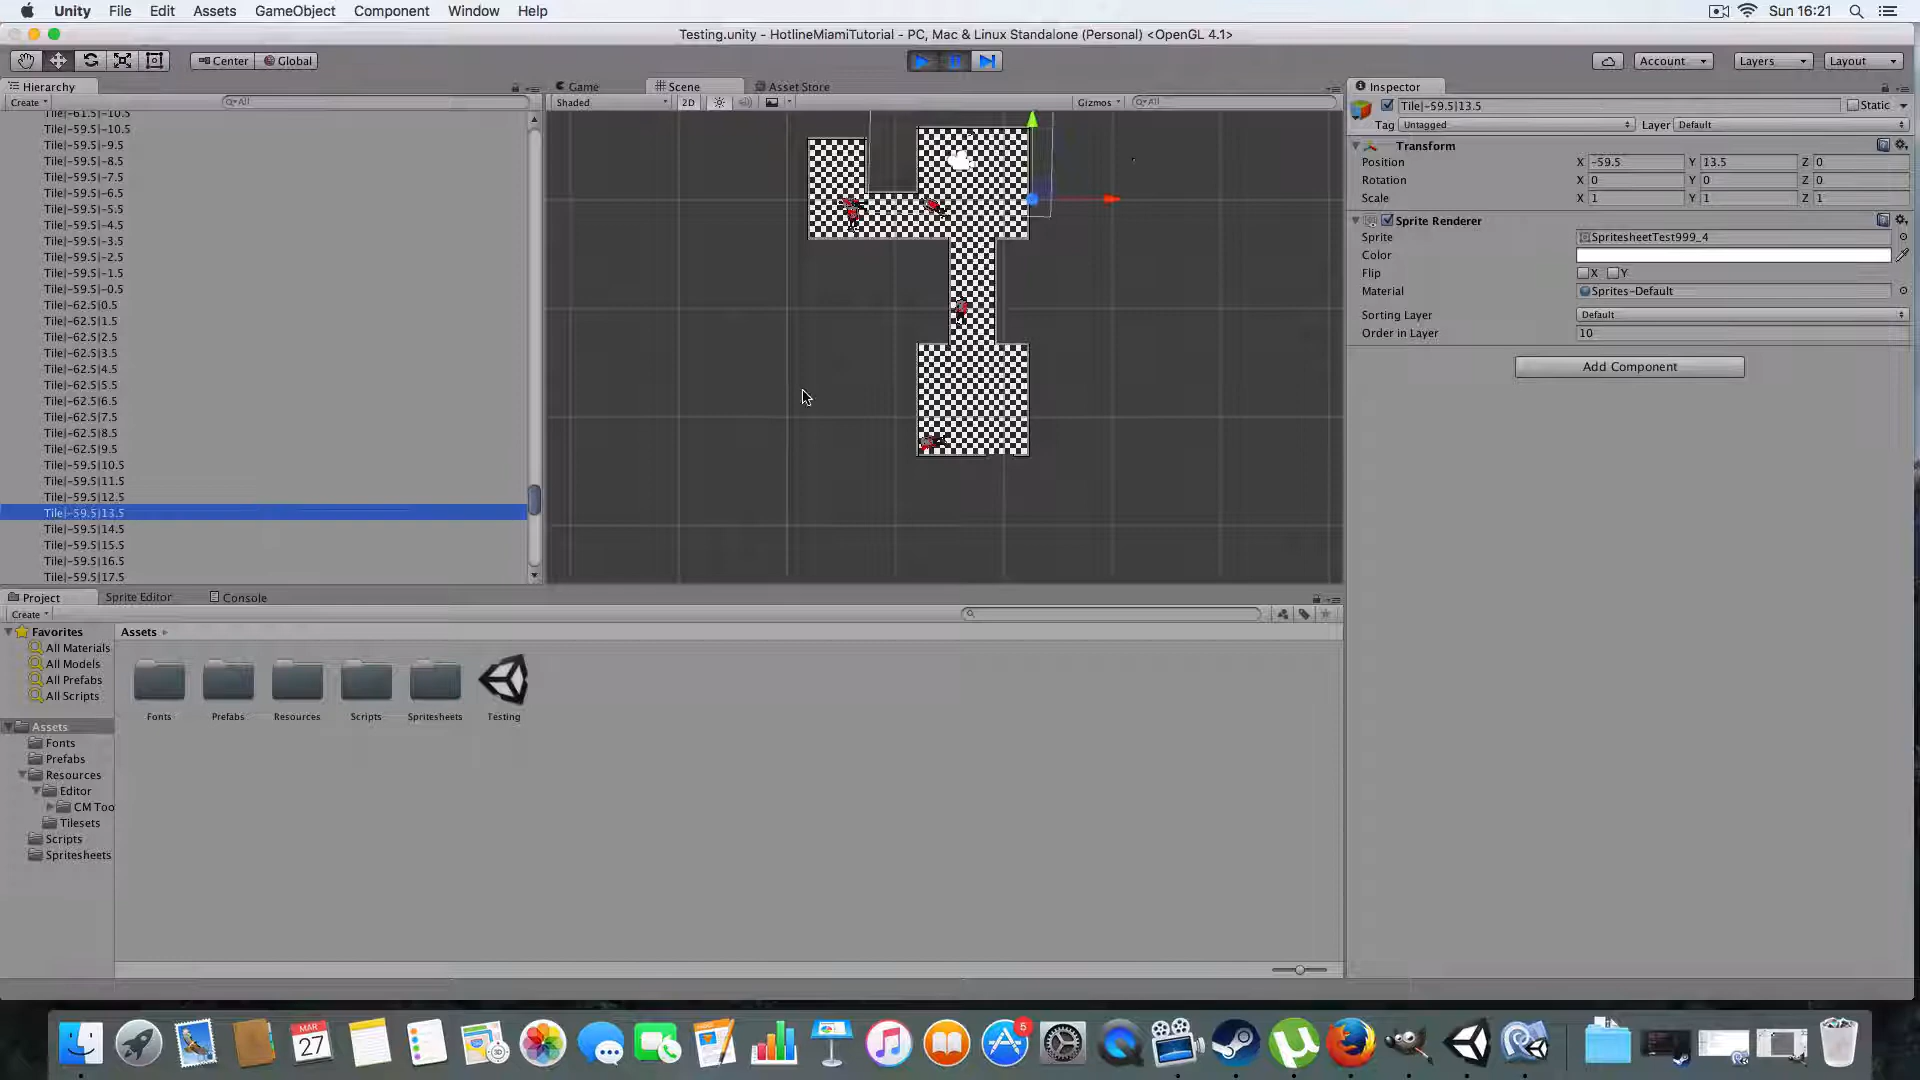 Unity File Edit Assets GameObject Component Window Help Sun 16:21
Testing.unity - HotlineMiamiTutorial - PC, Mac & Linux Standalone (Personal) <OpenGL 4.1>
Center Global Account Layers Layout
Hierarchy Game Scene Asset Store Inspector
Create All Shaded 2D Gizmos All Tile|-59.5|13.5 Static
Tag Untagged Layer Default
Tile|-61.5|-10.5
Tile|-59.5|-10.5
Tile|-59.5|-9.5
Tile|-59.5|-8.5
Tile|-59.5|-7.5
Tile|-59.5|-6.5
Tile|-59.5|-5.5
Tile|-59.5|-4.5
Tile|-59.5|-3.5
Tile|-59.5|-2.5
Tile|-59.5|-1.5
Tile|-59.5|-0.5
Tile|-62.5|0.5
Tile|-62.5|1.5
Tile|-62.5|2.5
Tile|-62.5|3.5
Tile|-62.5|4.5
Tile|-62.5|5.5
Tile|-62.5|6.5
Tile|-62.5|7.5
Tile|-62.5|8.5
Tile|-62.5|9.5
Tile|-59.5|10.5
Tile|-59.5|11.5
Tile|-59.5|12.5
Tile|-59.5|13.5
Tile|-59.5|14.5
Tile|-59.5|15.5
Tile|-59.5|16.5
Tile|-59.5|17.5
Transform
Position X -59.5 Y 13.5 Z 0
Rotation X 0 Y 0 Z 0
Scale X 1 Y 1 Z 1
Sprite Renderer
Sprite SpritesheetTest999_4
Color
Flip X Y
Material Sprites-Default
Sorting Layer Default
Order in Layer 10
Add Component
Project Sprite Editor Console
Create
Favorites
All Materials
All Models
All Prefabs
All Scripts
Assets
Fonts
Prefabs
Resources
Editor
CM Too
Tilesets
Scripts
Spritesheets
Assets
Fonts Prefabs Resources Scripts Spritesheets Testing
MAR
27
5